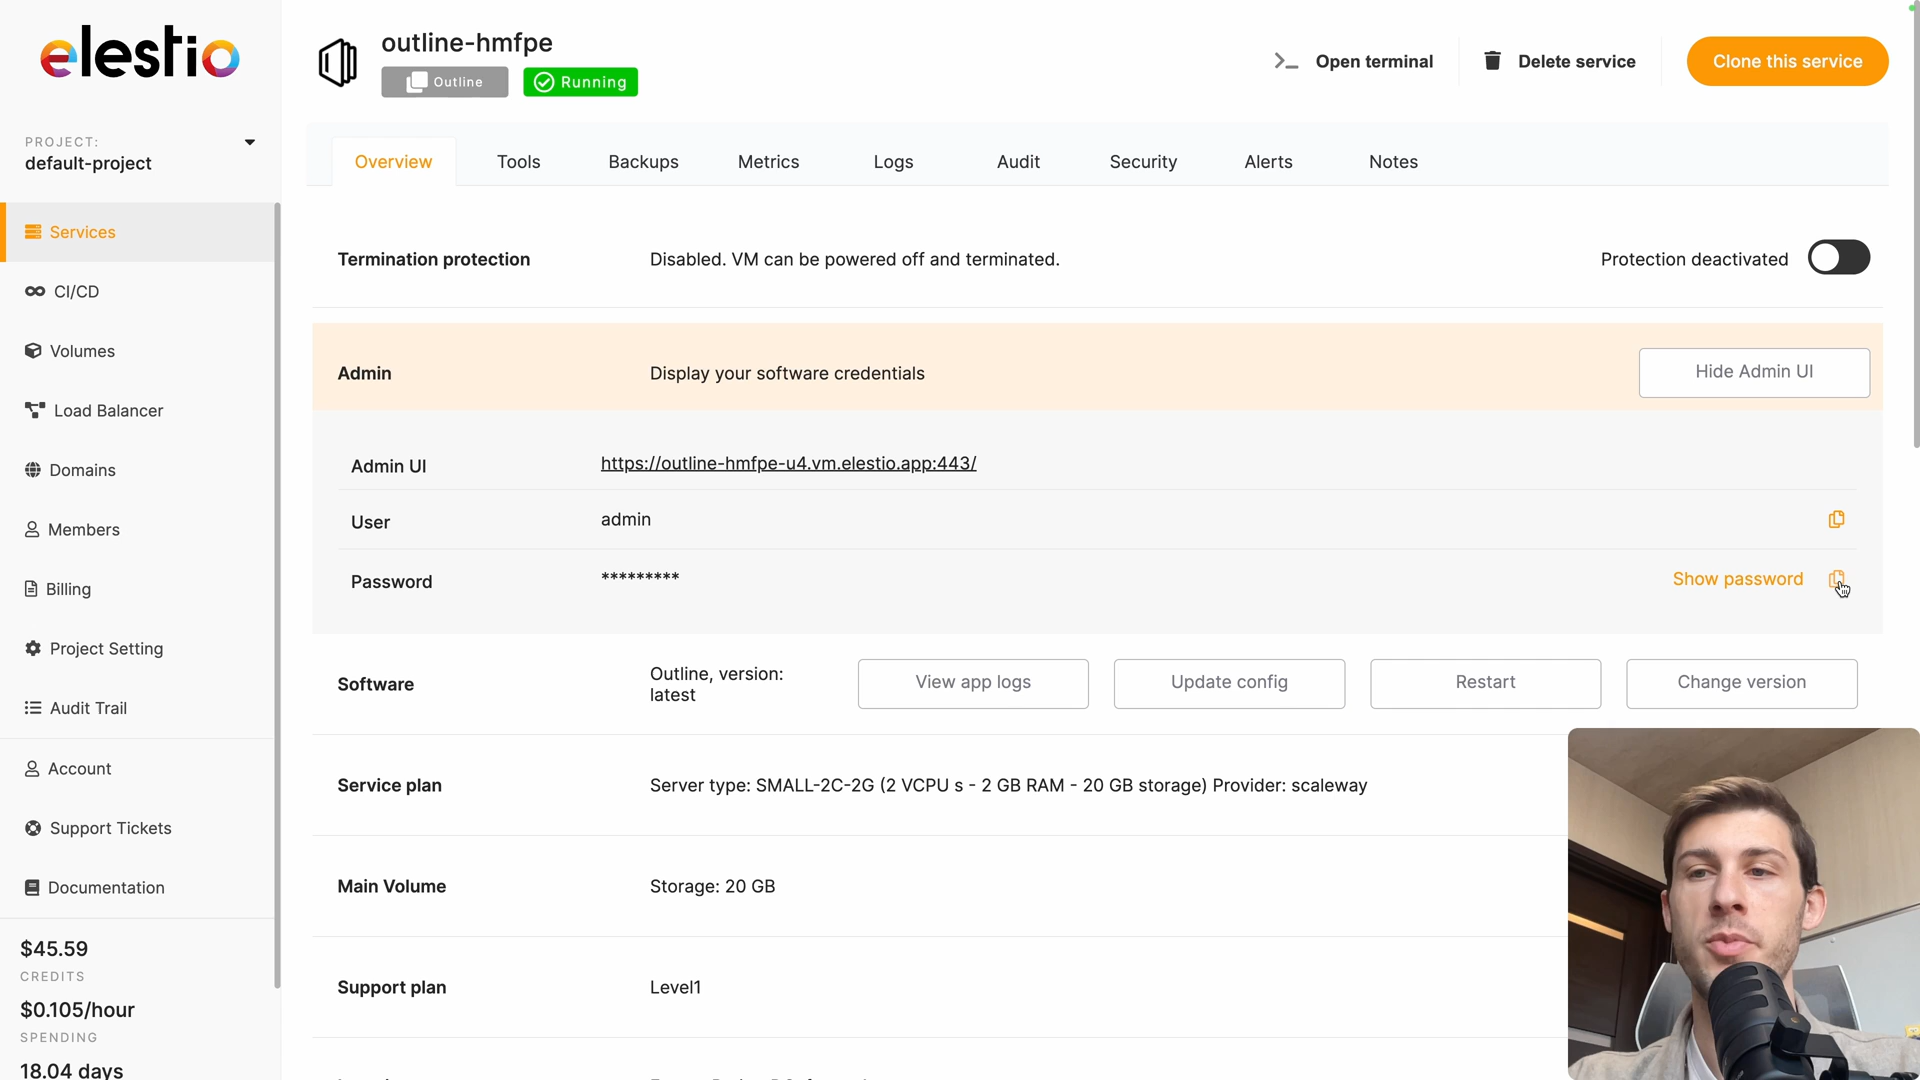 elestio
PROJECT:
default-project
Services
CI/CD
Volumes
Load Balancer
Domains
Members
Billing
Project Setting
Audit Trail
Account
Support Tickets
Documentation
$45.59
CREDITS
$0.105/hour
SPENDING
18.04 days
outline-hmfpe
Outline
Running
Open terminal
Delete service
Clone this service
Overview
Tools
Backups
Metrics
Logs
Audit
Security
Alerts
Notes
Termination protection
Disabled. VM can be powered off and terminated.
Protection deactivated
Admin
Display your software credentials
Hide Admin UI
Admin UI
https://outline-hmfpe-u4.vm.elestio.app:443/
User
admin
Password
*********
Show password
Software
Outline, version:
latest
View app logs
Update config
Restart
Change version
Service plan
Server type: SMALL-2C-2G (2 VCPU s - 2 GB RAM - 20 GB storage) Provider: scaleway
Main Volume
Storage: 20 GB
Support plan
Level1